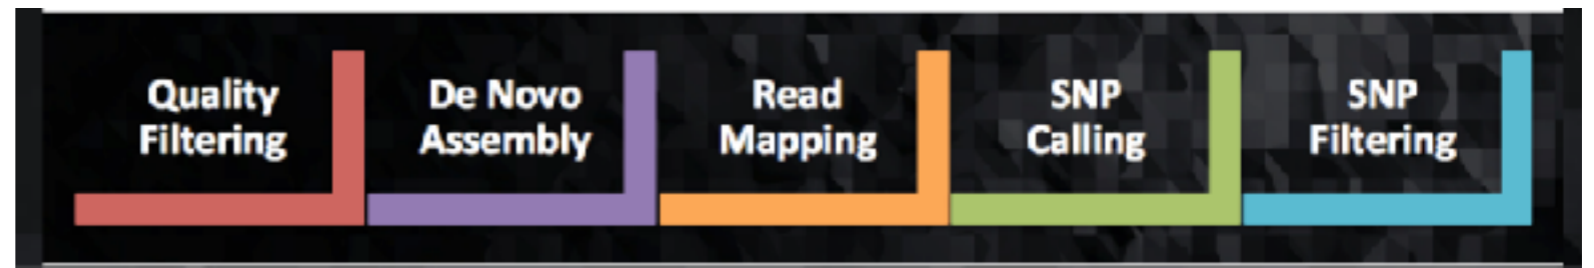 Quality
Filtering
De Novo
Assembly
Read
Mapping
SNP
Calling
SNP
Filtering